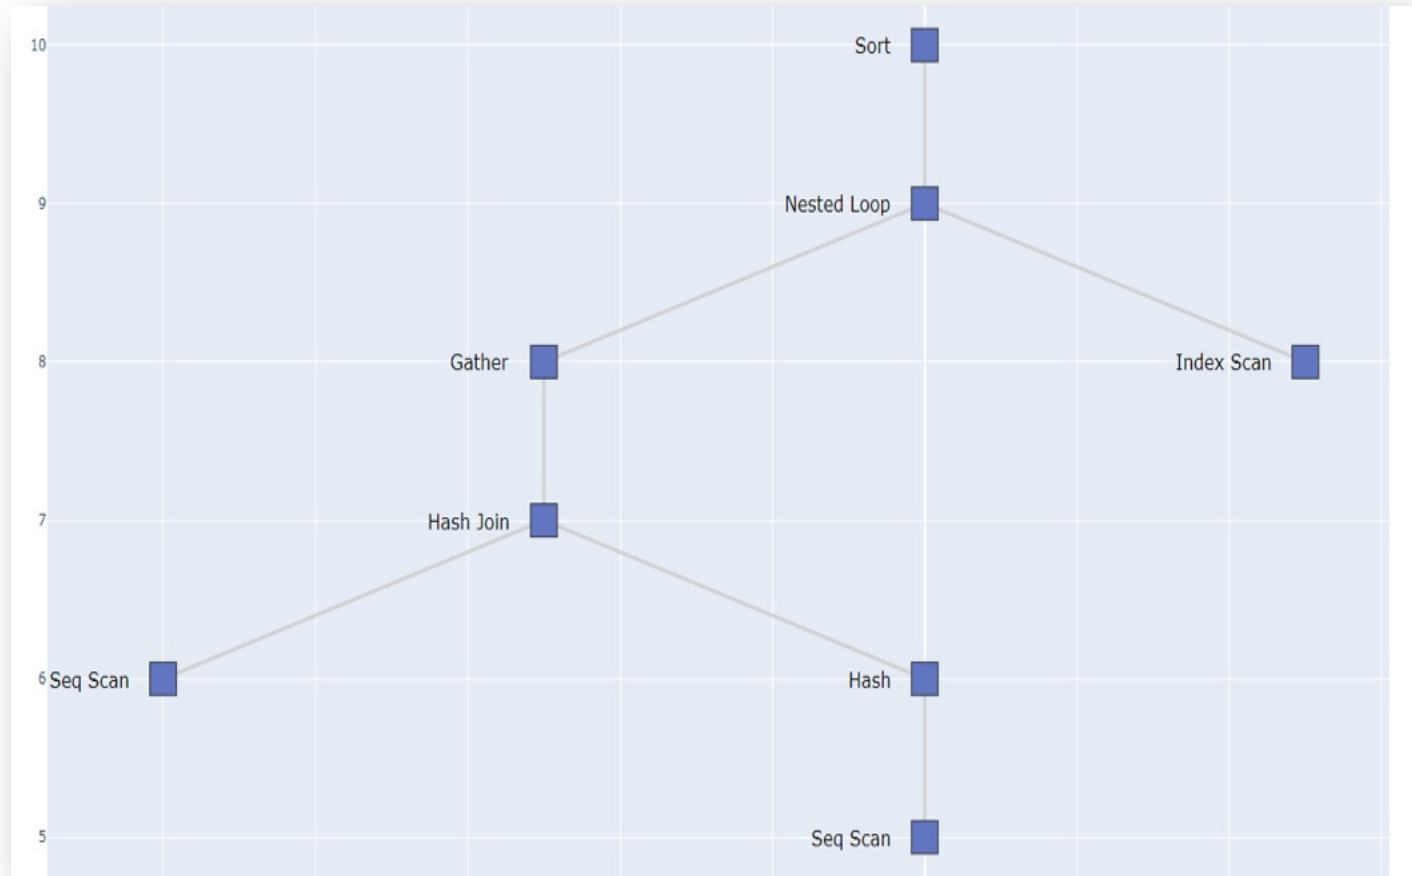 10 Sort
9 Nested Loop
8 Gather Index Scan
7 Hash Join
6 Seq Scan Hash
5 Seq Scan